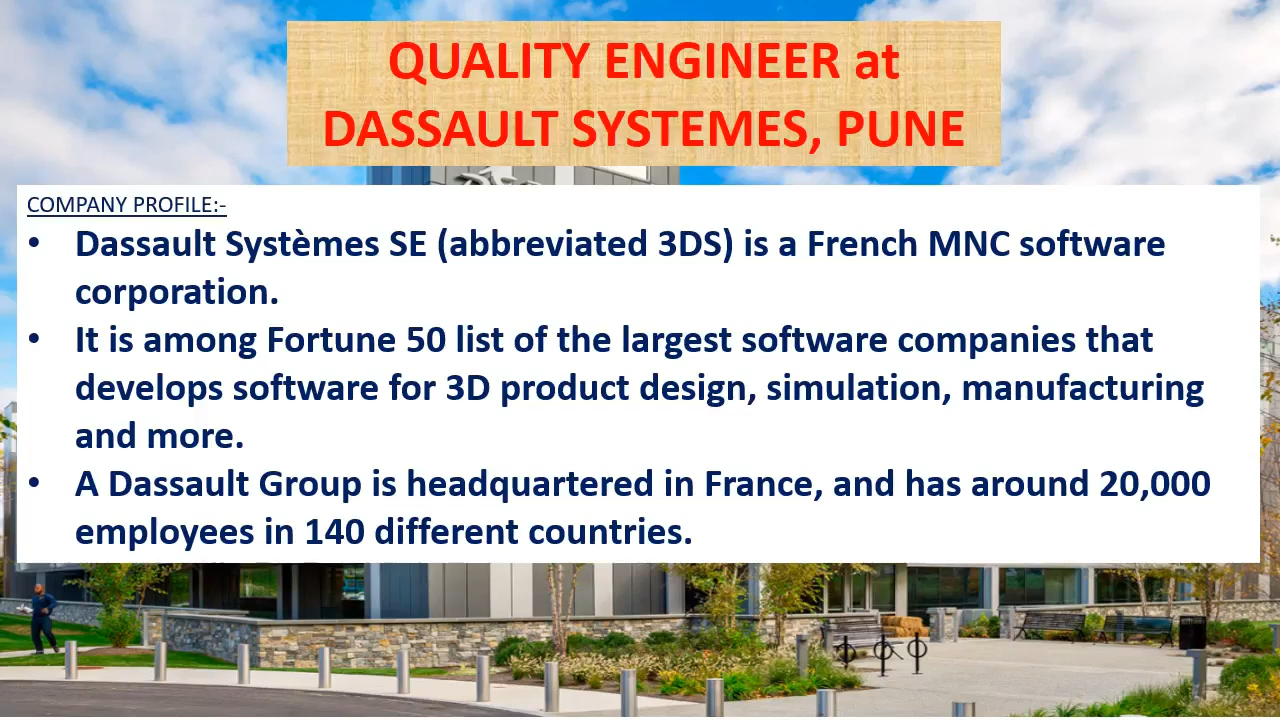 QUALITY ENGINEER at
DASSAULT SYSTEMES, PUNE
COMPANY PROFILE:-
• Dassault Systèmes SE (abbreviated 3DS) is a French MNC software
corporation.
• It is among Fortune 50 list of the largest software companies that
develops software for 3D product design, simulation, manufacturing
and more.
• A Dassault Group is headquartered in France, and has around 20,000
employees in 140 different countries.